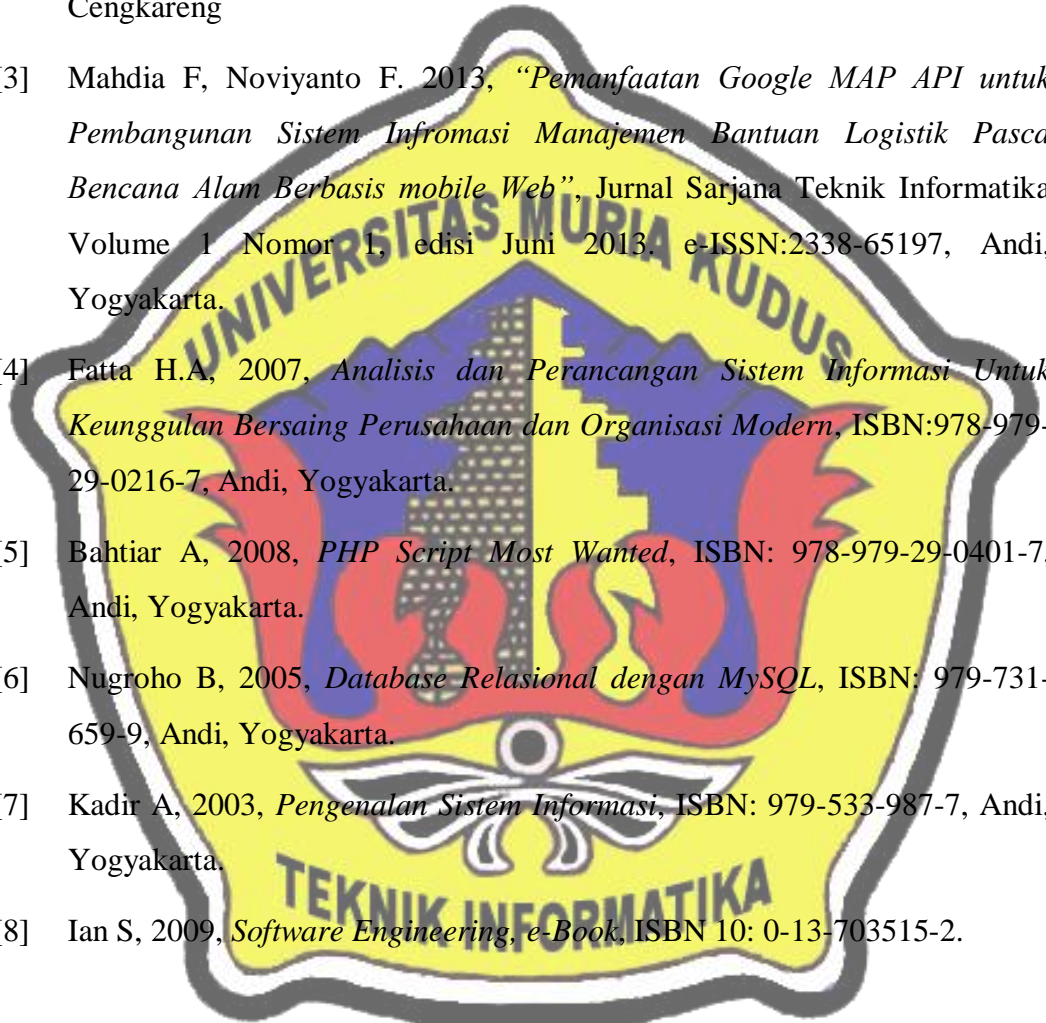 Cengkareng
[3] Mahdia F, Noviyanto F. 2013, “Pemanfaatan Google MAP API untuk
Pembangunan Sistem Infromasi Manajemen Bantuan Logistik Pasca
Bencana Alam Berbasis mobile Web”, Jurnal Sarjana Teknik Informatika
Volume 1 Nomor 1, edisi Juni 2013. e-ISSN:2338-65197, Andi,
Yogyakarta.
[4] Fatta H.A, 2007, Analisis dan Perancangan Sistem Informasi Untuk
Keunggulan Bersaing Perusahaan dan Organisasi Modern, ISBN:978-979-
29-0216-7, Andi, Yogyakarta.
[5] Bahtiar A, 2008, PHP Script Most Wanted, ISBN: 978-979-29-0401-7,
Andi, Yogyakarta.
[6] Nugroho B, 2005, Database Relasional dengan MySQL, ISBN: 979-731-
659-9, Andi, Yogyakarta.
[7] Kadir A, 2003, Pengenalan Sistem Informasi, ISBN: 979-533-987-7, Andi,
Yogyakarta.
[8] Ian S, 2009, Software Engineering, e-Book, ISBN 10: 0-13-703515-2.
UNIVERSITAS MURIA KUDUS
TEKNIK INFORMATIKA